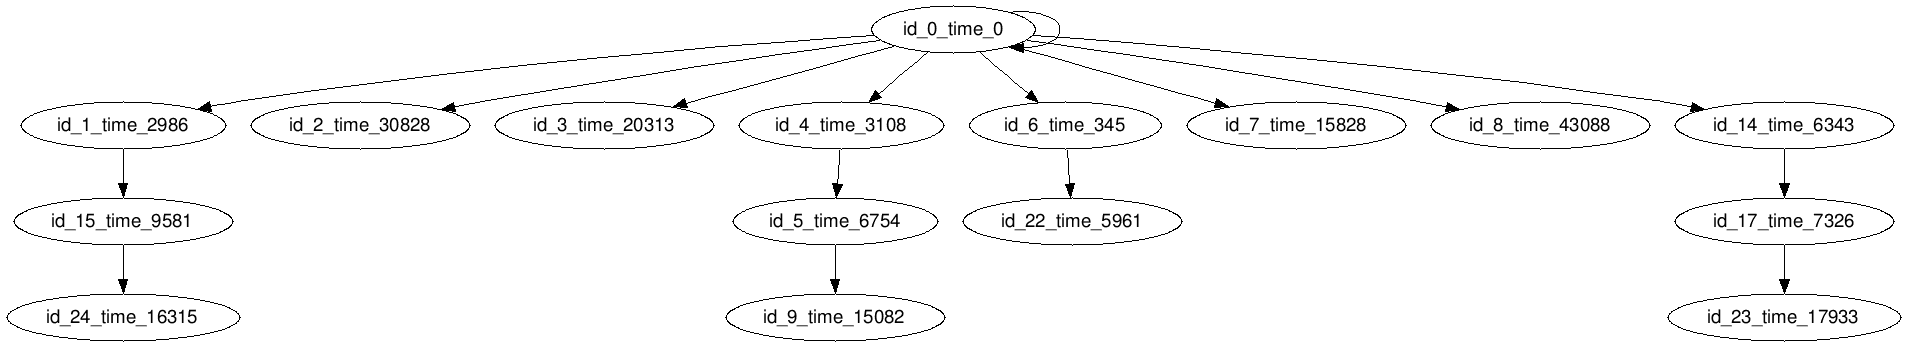 id_0_time_0
id_1_time_2986
id_2_time_30828
id_3_time_20313
id_4_time_3108
id_6_time_345
id_7_time_15828
id_8_time_43088
id_14_time_6343
id_15_time_9581
id_5_time_6754
id_22_time_5961
id_17_time_7326
id_24_time_16315
id_9_time_15082
id_23_time_17933